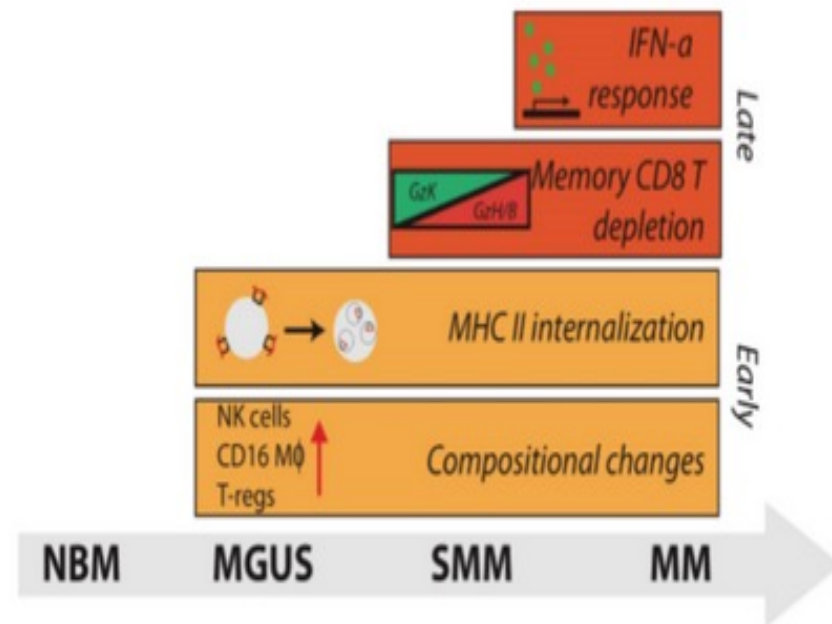 IFN-a
response
Late
GzK
GzH/B
Memory CD8 T
depletion
MHC II internalization
Early
NK cells
CD16 Mϕ
T-regs
Compositional changes
NBM MGUS SMM MM